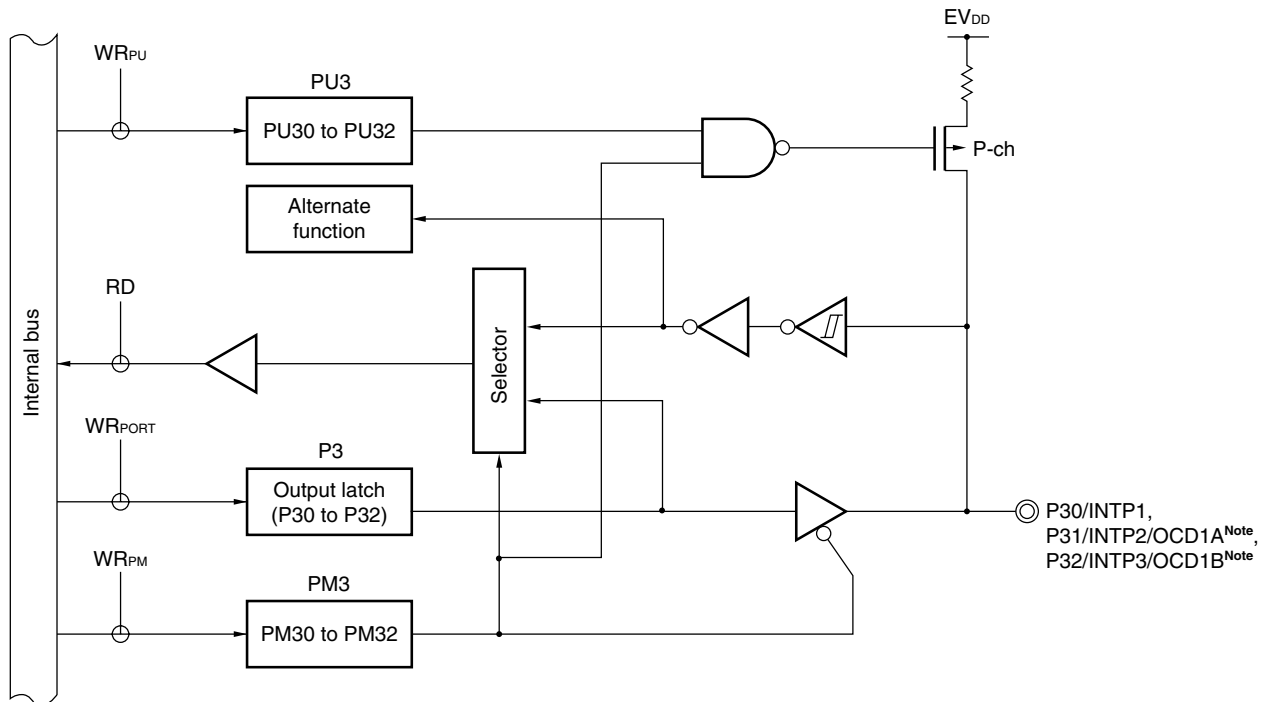 EVDD
WRPU
PU3
PU30 to PU32
P-ch
Alternate
function
RD
Internal bus
Selector
WRPORT
P3
Output latch
(P30 to P32)
P30/INTP1,
P31/INTP2/OCD1ANote,
P32/INTP3/OCD1BNote
WRPM
PM3
PM30 to PM32